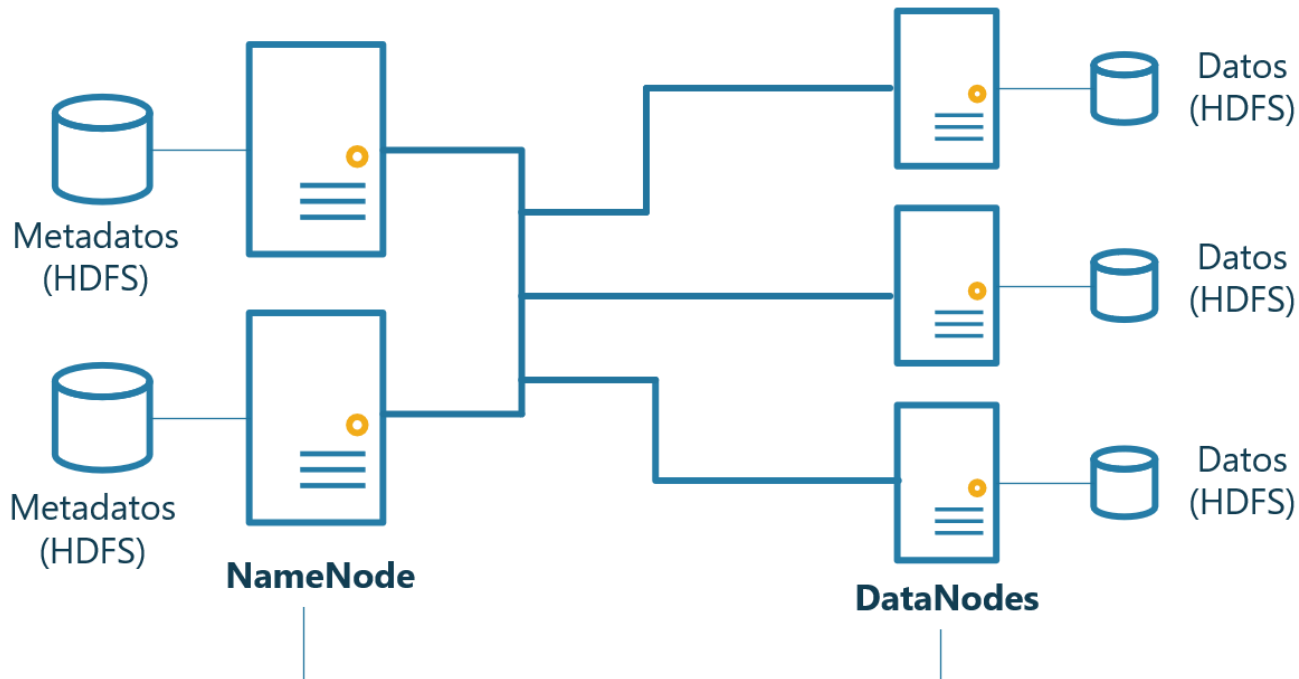 Metadatos
(HDFS)
Metadatos
(HDFS)
NameNode
Datos
(HDFS)
Datos
(HDFS)
Datos
(HDFS)
DataNodes